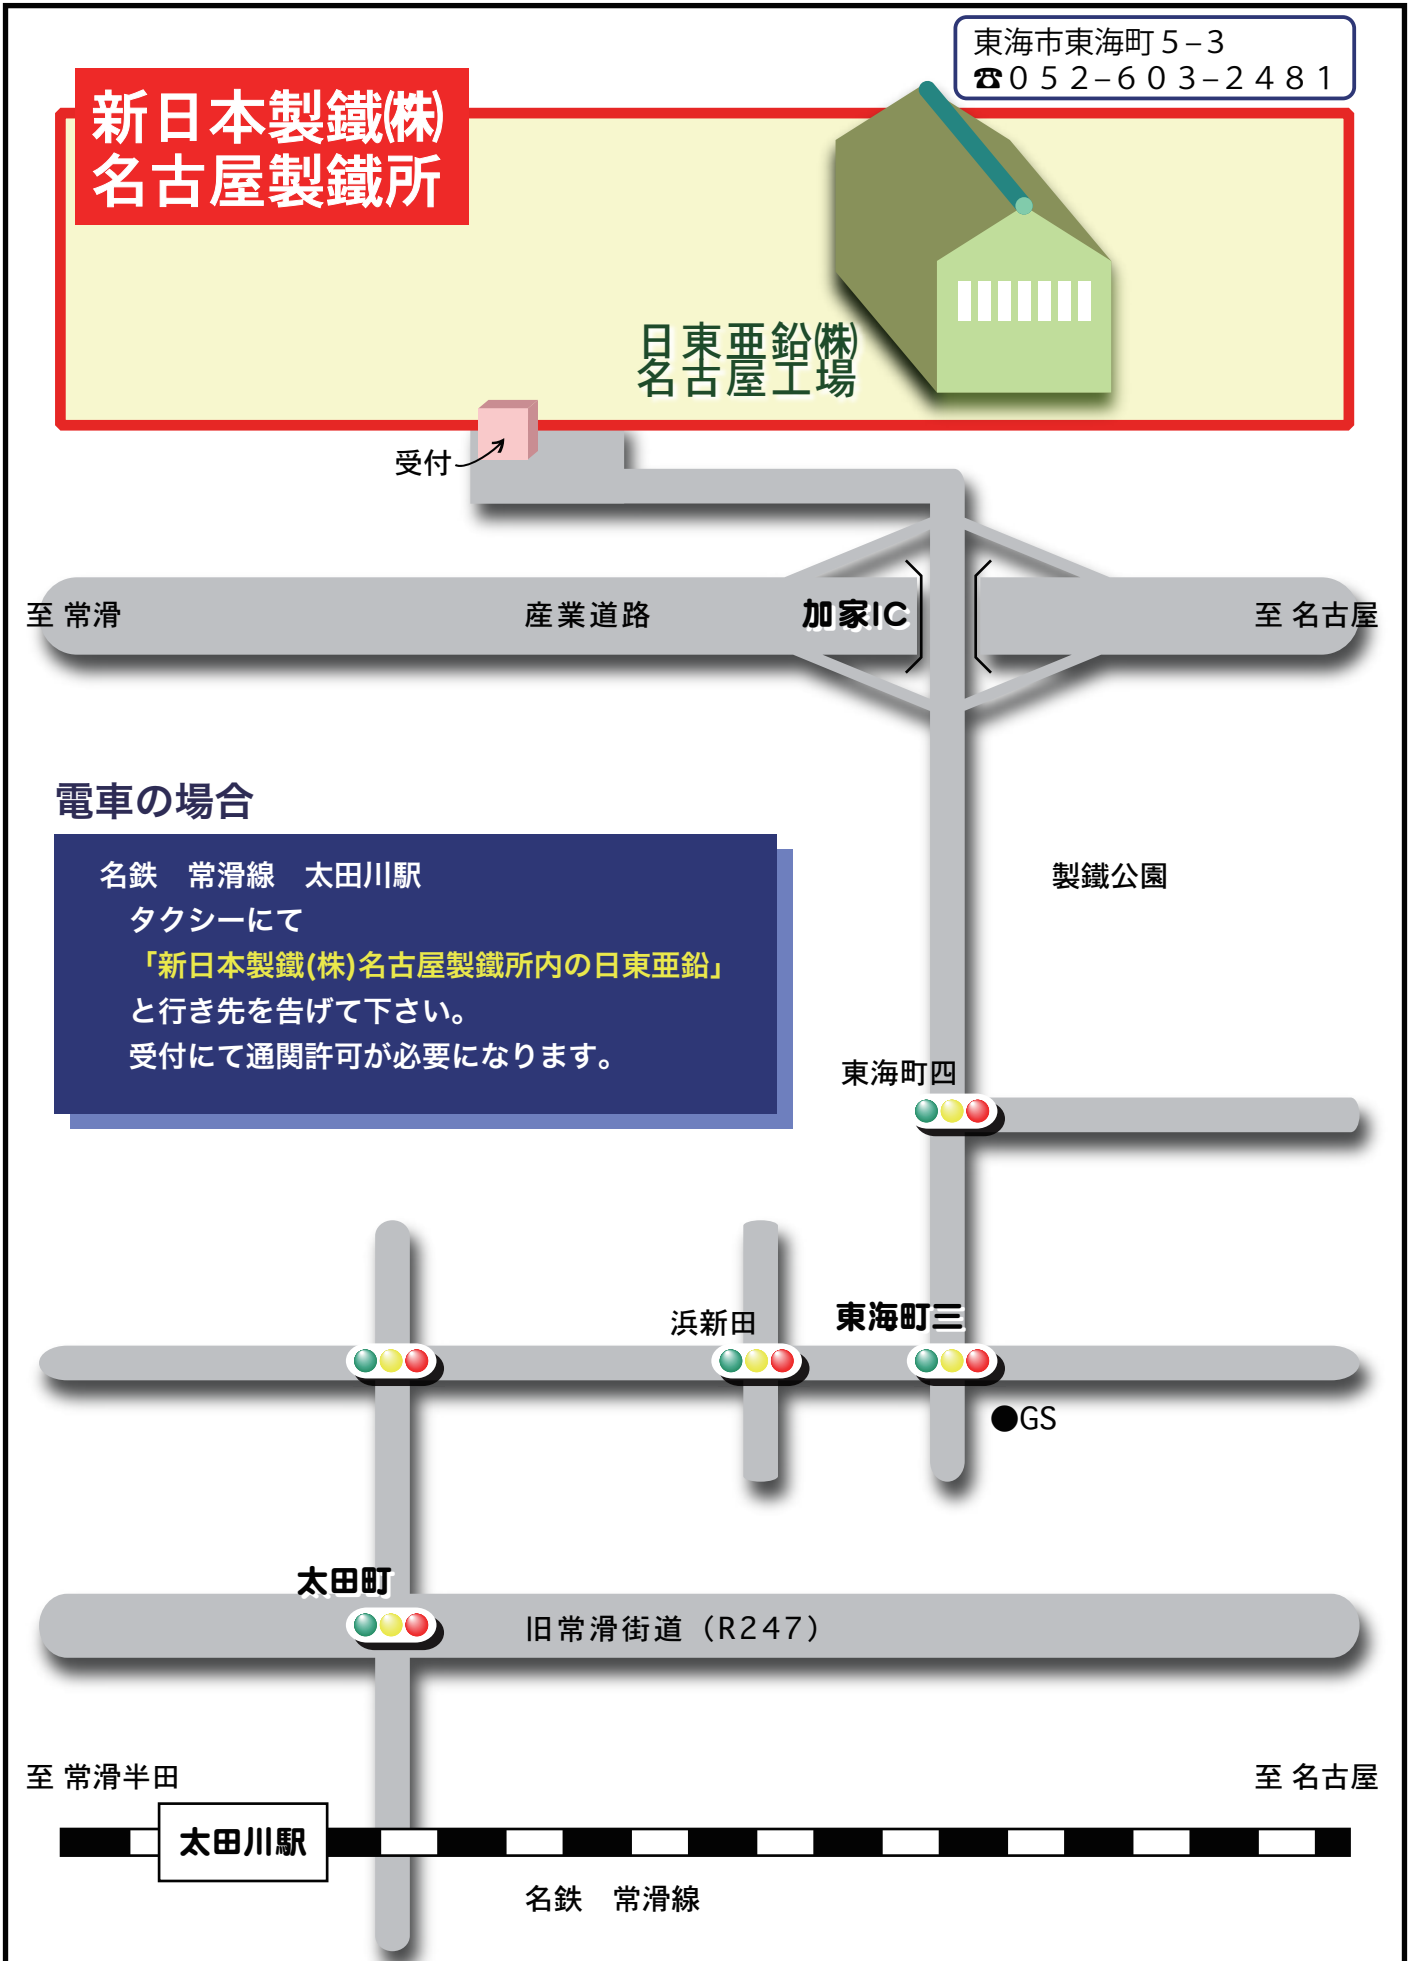 東海市東海町５−３
☎０５２−６０３−２４８１
新日本製鐵㈱
名古屋製鐵所
日東亜鉛㈱
名古屋工場
受付
至 常滑
産業道路
加家IC
至 名古屋
電車の場合
名鉄　常滑線　太田川駅
タクシーにて
「新日本製鐵(株)名古屋製鐵所内の日東亜鉛」
と行き先を告げて下さい。
受付にて通関許可が必要になります。
製鐵公園
東海町四
浜新田
東海町三
●GS
太田町
旧常滑街道（R247）
至 常滑半田
至 名古屋
太田川駅
名鉄　常滑線